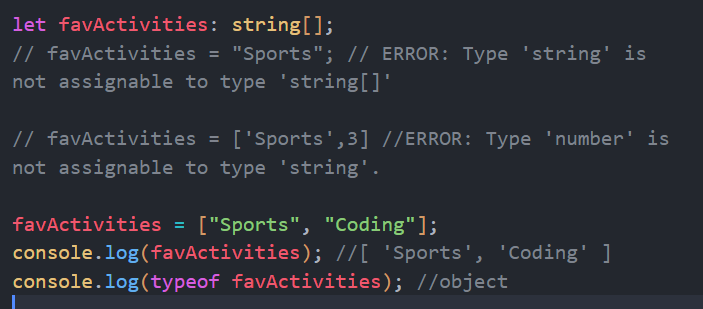 let favActivities: string[];
// favActivities = "Sports"; // ERROR: Type 'string' is
not assignable to type 'string[]'
// favActivities = ['Sports',3] //ERROR: Type 'number' is
not assignable to type 'string'.
favActivities = ["Sports", "Coding"];
console.log(favActivities); //[ 'Sports', 'Coding' ]
console.log(typeof favActivities); //object